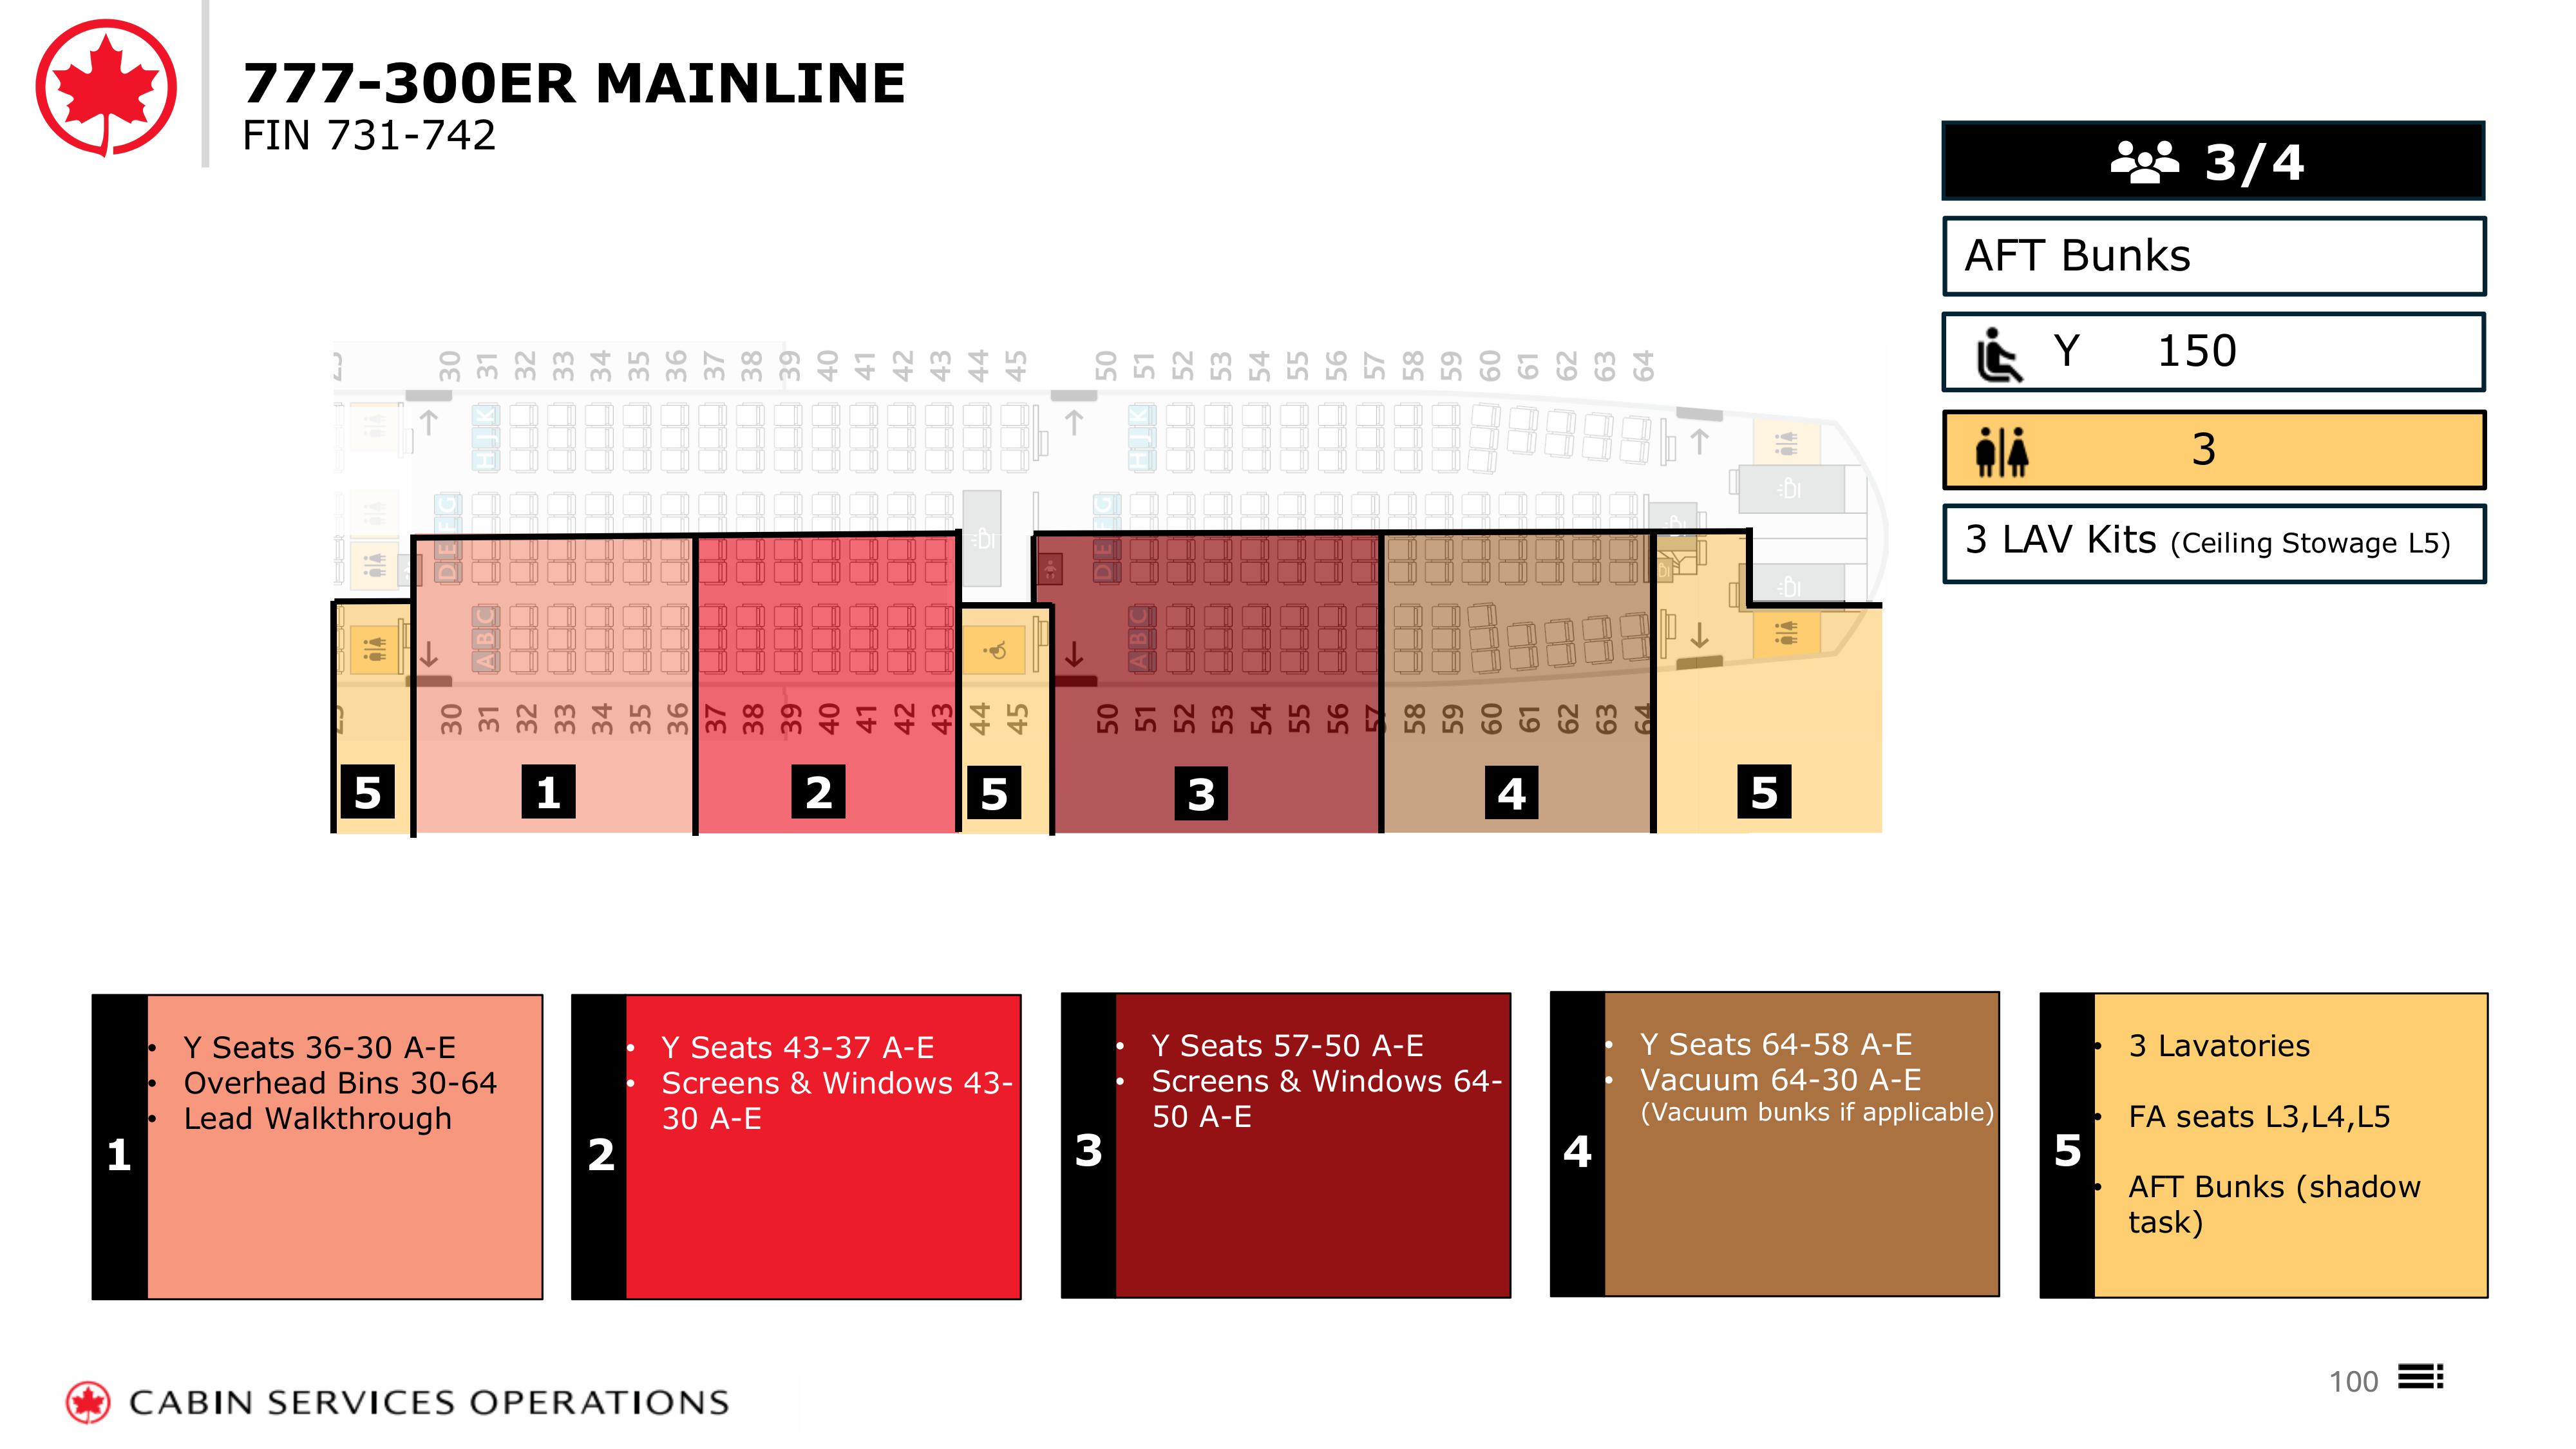 777-300ER MAINLINE
FIN 731-742
3/4
AFT Bunks
Y 150
3
3 LAV Kits (Ceiling Stowage L5)
30 31 32 33 34 35 36 37 38 39 40 41 42 43 44 45 50 51 52 53 54 55 56 57 58 59 60 61 62 63 64
H J K H J K
D E F G D E F G
A B C A B C
30 31 32 33 34 35 36 37 38 39 40 41 42 43 44 45 50 51 52 53 54 55 56 57 58 59 60 61 62 63 64
5 1 2 5 3 4 5
1
• Y Seats 36-30 A-E
• Overhead Bins 30-64
• Lead Walkthrough
2
• Y Seats 43-37 A-E
• Screens & Windows 43-
30 A-E
3
• Y Seats 57-50 A-E
• Screens & Windows 64-
50 A-E
4
• Y Seats 64-58 A-E
• Vacuum 64-30 A-E
(Vacuum bunks if applicable)
5
• 3 Lavatories
• FA seats L3,L4,L5
• AFT Bunks (shadow
task)
CABIN SERVICES OPERATIONS
100